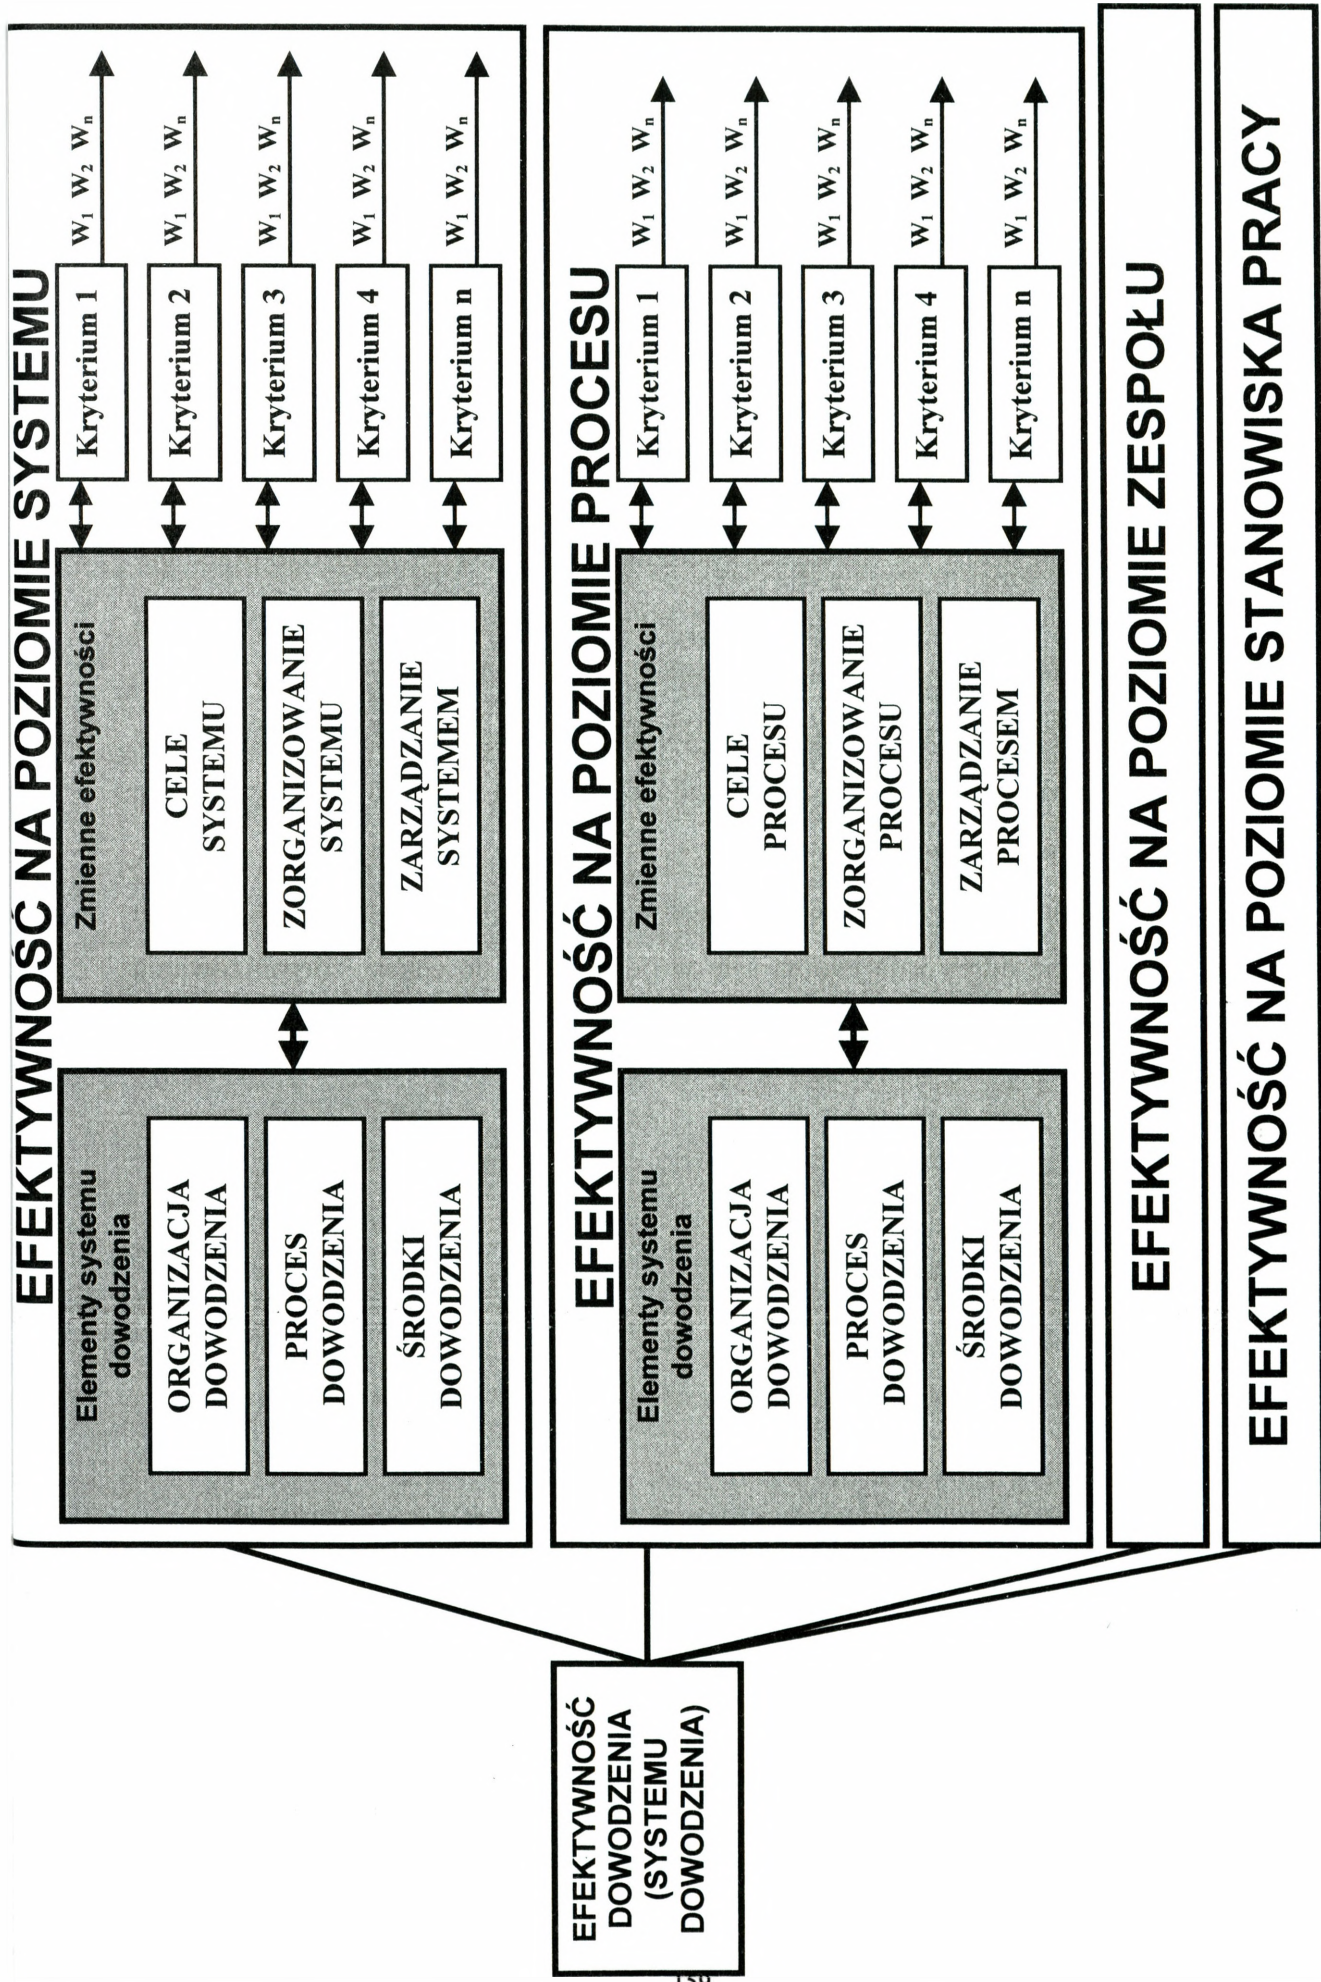 EFEKTYWNOŚĆ
DOWODZENIA
(SYSTEMU
DOWODZENIA)
EFEKTYWNOŚĆ NA POZIOMIE SYSTEMU
Elementy systemu
dowodzenia
ORGANIZACJA
DOWODZENIA
PROCES
DOWODZENIA
ŚRODKI
DOWODZENIA
Zmienne efektywności
CELE
SYSTEMU
ZORGANIZOWANIE
SYSTEMU
ZARZĄDZANIE
SYSTEMEM
Kryterium 1
W₁ W₂ Wₙ
Kryterium 2
W₁ W₂ Wₙ
Kryterium 3
W₁ W₂ Wₙ
Kryterium 4
W₁ W₂ Wₙ
Kryterium n
W₁ W₂ Wₙ
EFEKTYWNOŚĆ NA POZIOMIE PROCESU
Elementy systemu
dowodzenia
ORGANIZACJA
DOWODZENIA
PROCES
DOWODZENIA
ŚRODKI
DOWODZENIA
Zmienne efektywności
CELE
PROCESU
ZORGANIZOWANIE
PROCESU
ZARZĄDZANIE
PROCESEM
Kryterium 1
W₁ W₂ Wₙ
Kryterium 2
W₁ W₂ Wₙ
Kryterium 3
W₁ W₂ Wₙ
Kryterium 4
W₁ W₂ Wₙ
Kryterium n
W₁ W₂ Wₙ
EFEKTYWNOŚĆ NA POZIOMIE ZESPOŁU
EFEKTYWNOŚĆ NA POZIOMIE STANOWISKA PRACY